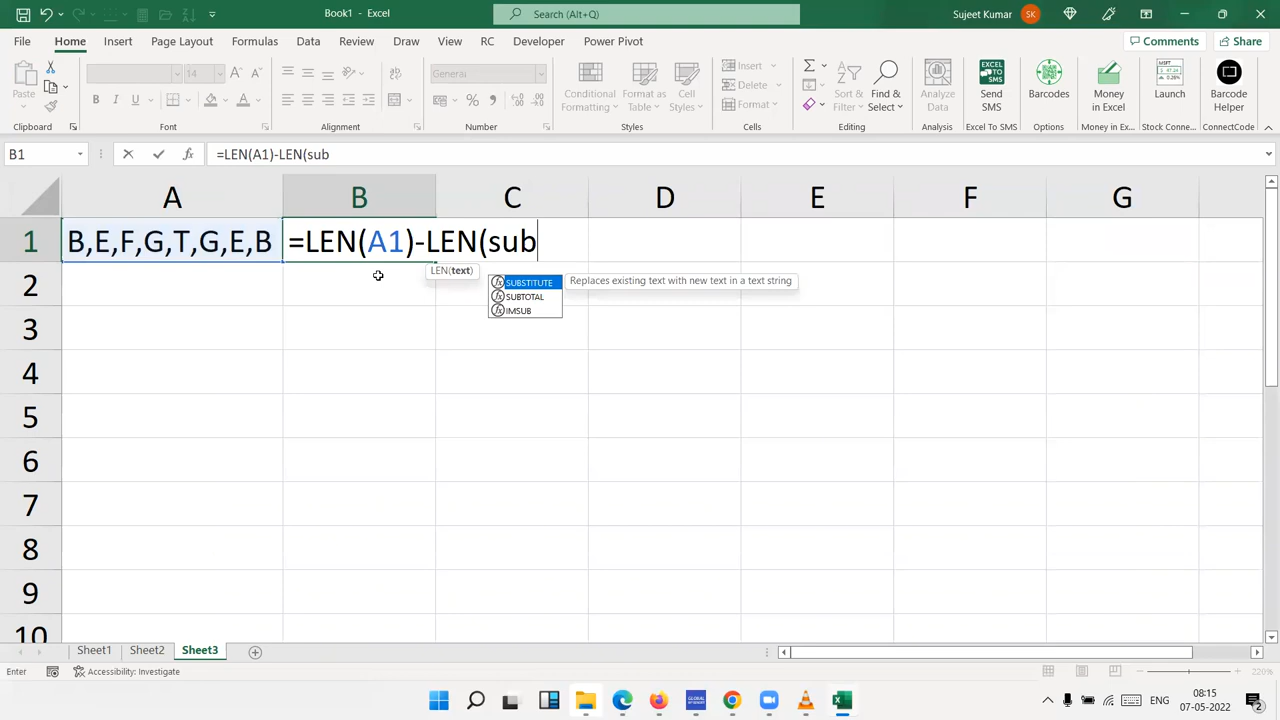 Book1 - Excel
Search (Alt+Q)
Sujeet Kumar
SK
File
Home
Insert
Page Layout
Formulas
Data
Review
View
Draw
RC
Developer
Power Pivot
Comments
Share
Paste
14
General
Conditional Formatting
Format as Table
Cell Styles
Insert
Delete
Format
Sort & Filter
Find & Select
Analyze Data
Send SMS
Barcodes
Money in Excel
Launch
Barcode Helper
Clipboard
Font
Alignment
Number
Styles
Cells
Editing
Analysis
Excel To SMS
Options
Money in Ex...
Stock Conne...
ConnectCode
B1
=LEN(A1)-LEN(sub
A
B
C
D
E
F
G
1
B,E,F,G,T,G,E,B
=LEN(A1)-LEN(sub
LEN(text)
SUBSTITUTE
Replaces existing text with new text in a text string
SUBTOTAL
IMSUB
2
3
4
5
6
7
8
9
10
Sheet1
Sheet2
Sheet3
Enter
Accessibility: Investigate
220%
ENG
08:15
07-05-2022
2